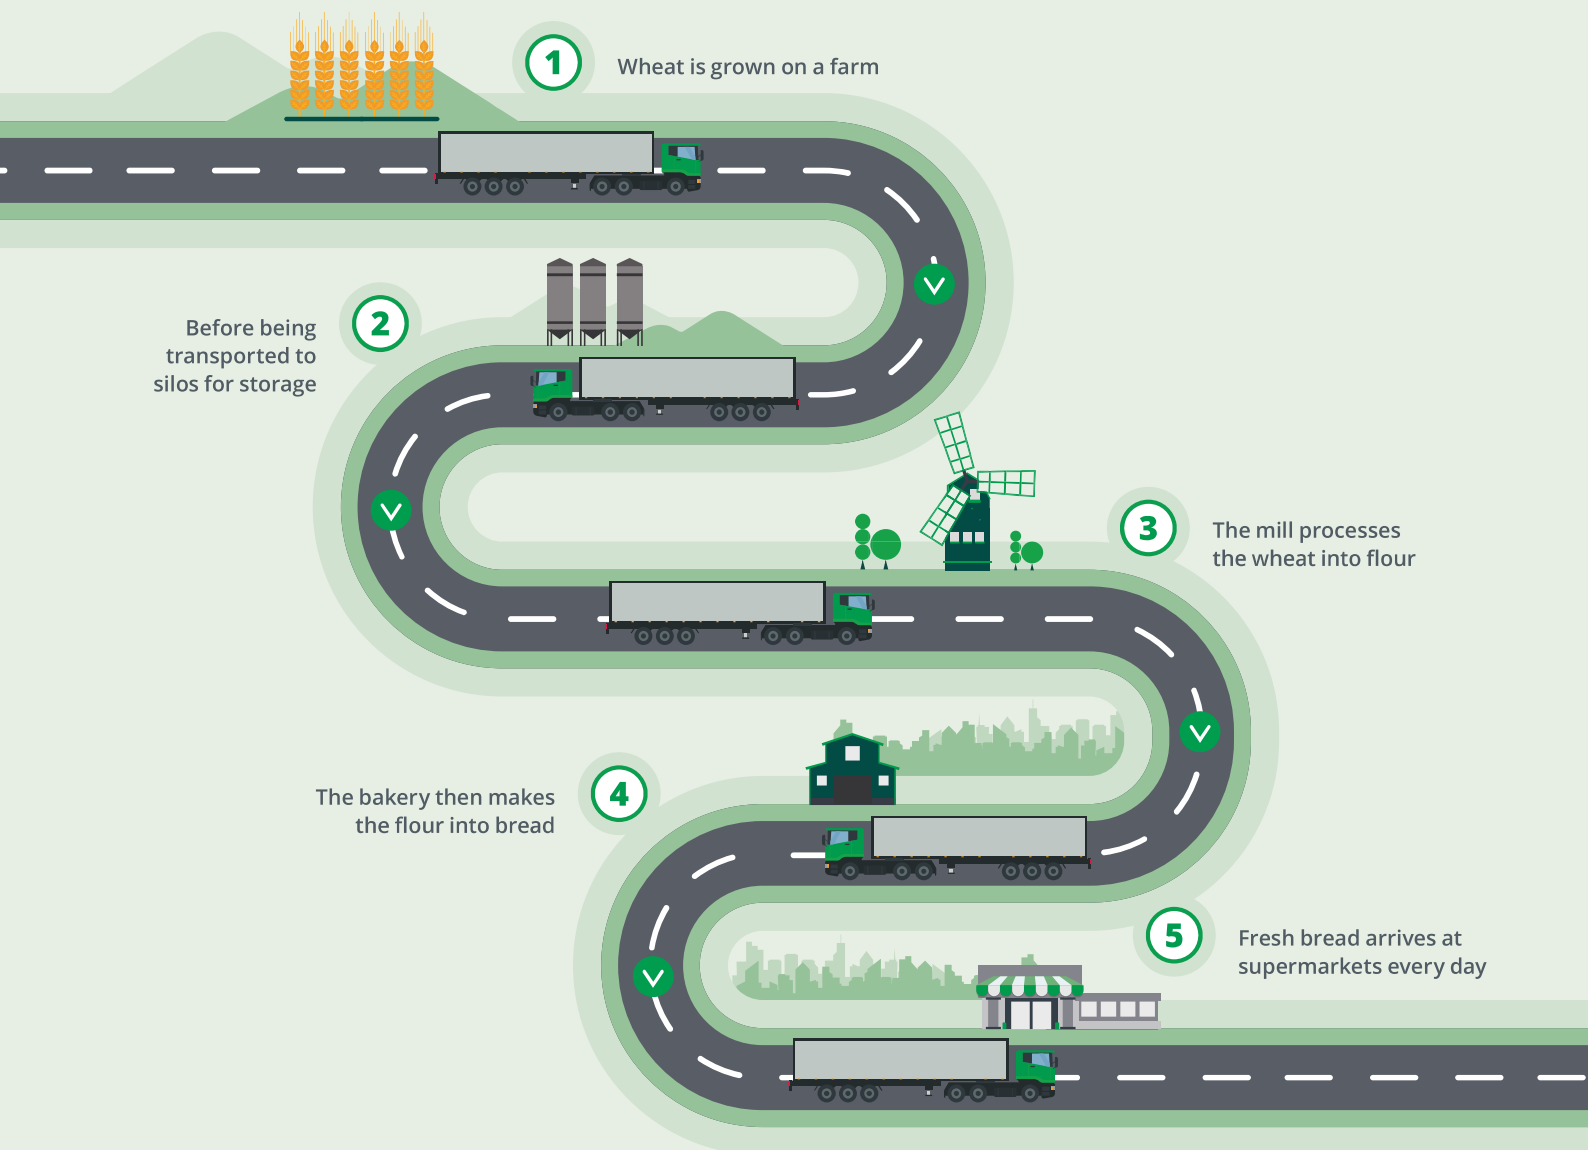 1
Wheat is grown on a farm
2
Before being
transported to
silos for storage
3
The mill processes
the wheat into flour
4
The bakery then makes
the flour into bread
5
Fresh bread arrives at
supermarkets every day